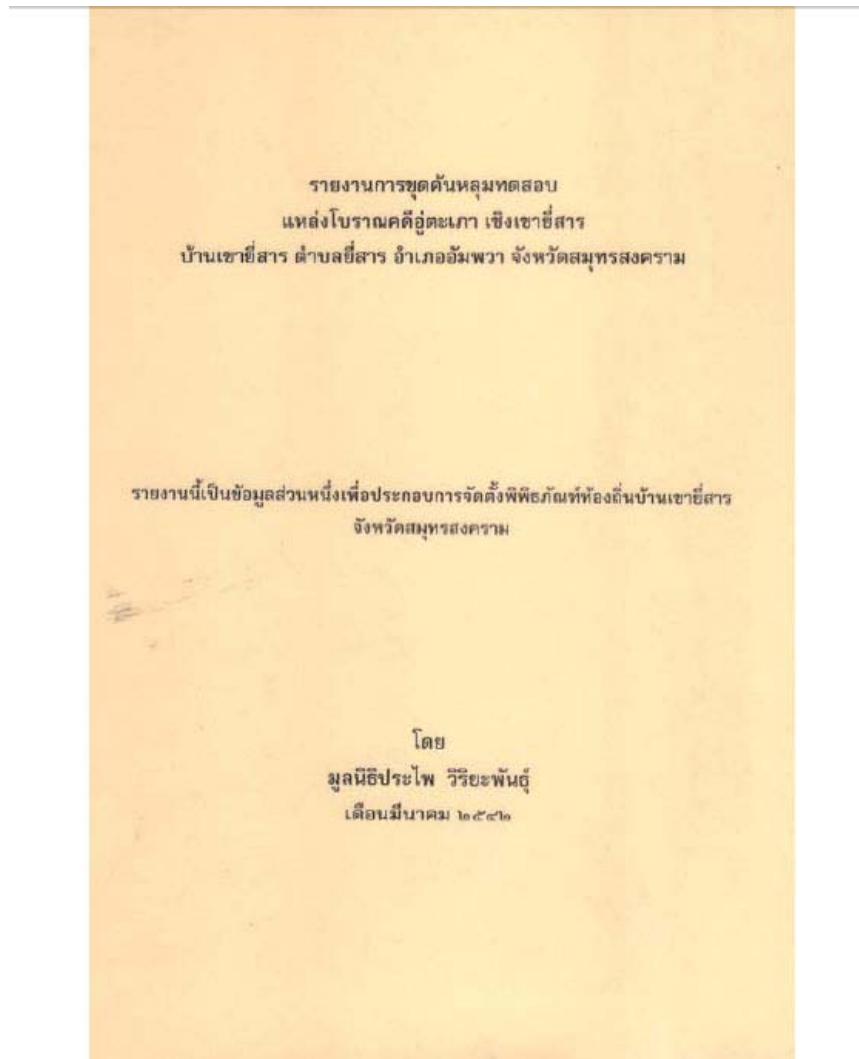 รายงานการขุดค้นหลุมทดสอบ
แหล่งโบราณคดีอู่ตะเภา เชิงเขายี่สาร
บ้านเขายี่สาร ตำบลยี่สาร อำเภออัมพวา จังหวัดสมุทรสงคราม
รายงานนี้เป็นข้อมูลส่วนหนึ่งเพื่อประกอบการจัดตั้งพิพิธภัณฑ์ท้องถิ่นบ้านเขายี่สาร
จังหวัดสมุทรสงคราม
โดย
มูลนิธิประไพ วิริยะพันธุ์
เดือนมีนาคม ๒๕๔๒